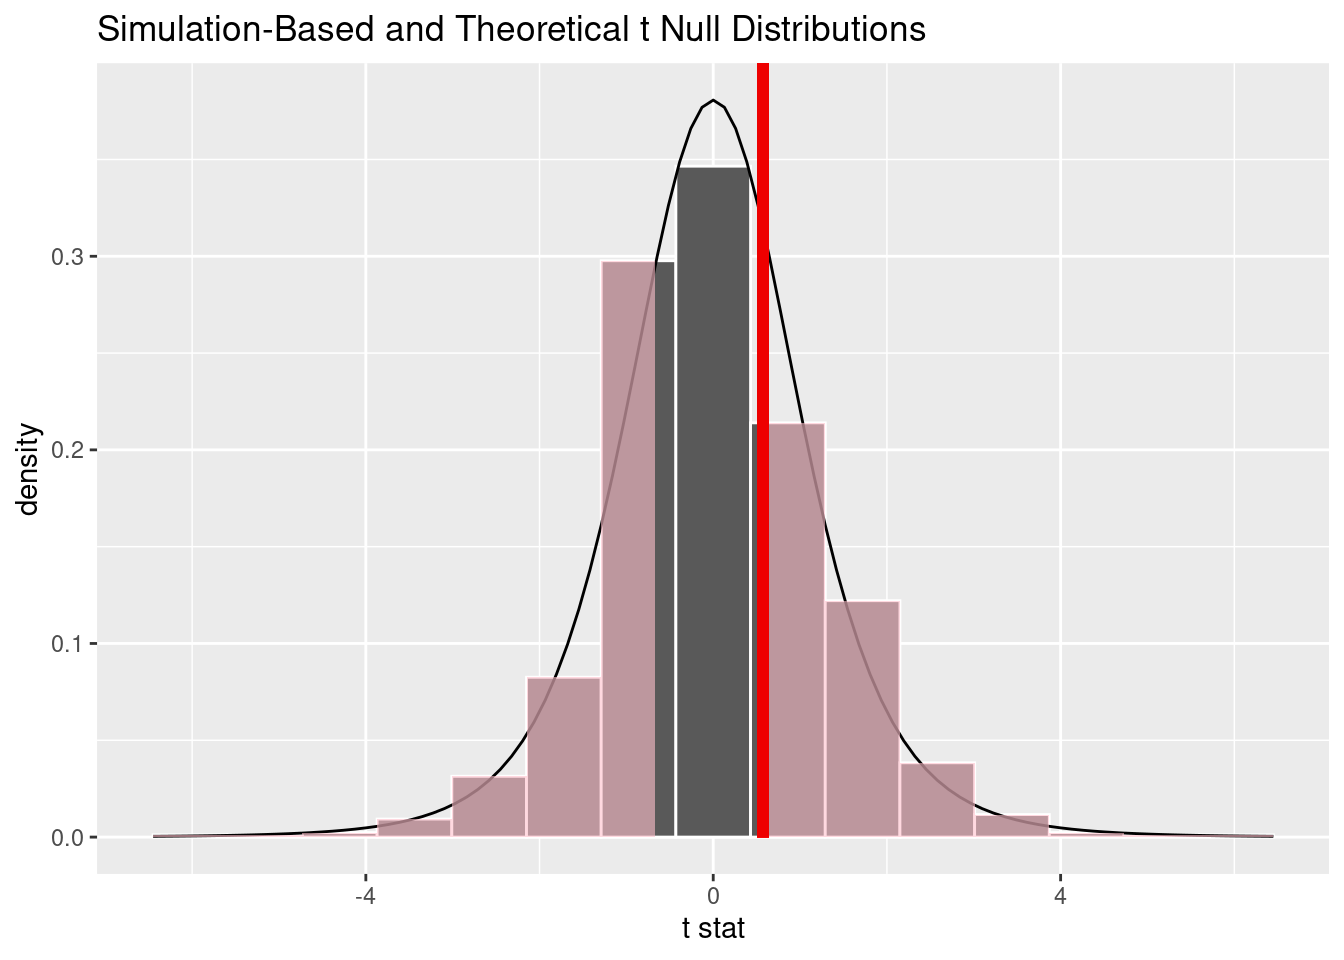 Simulation-Based and Theoretical t Null Distributions
density
0.3
0.2
0.1
0.0
-4 0 4
t stat